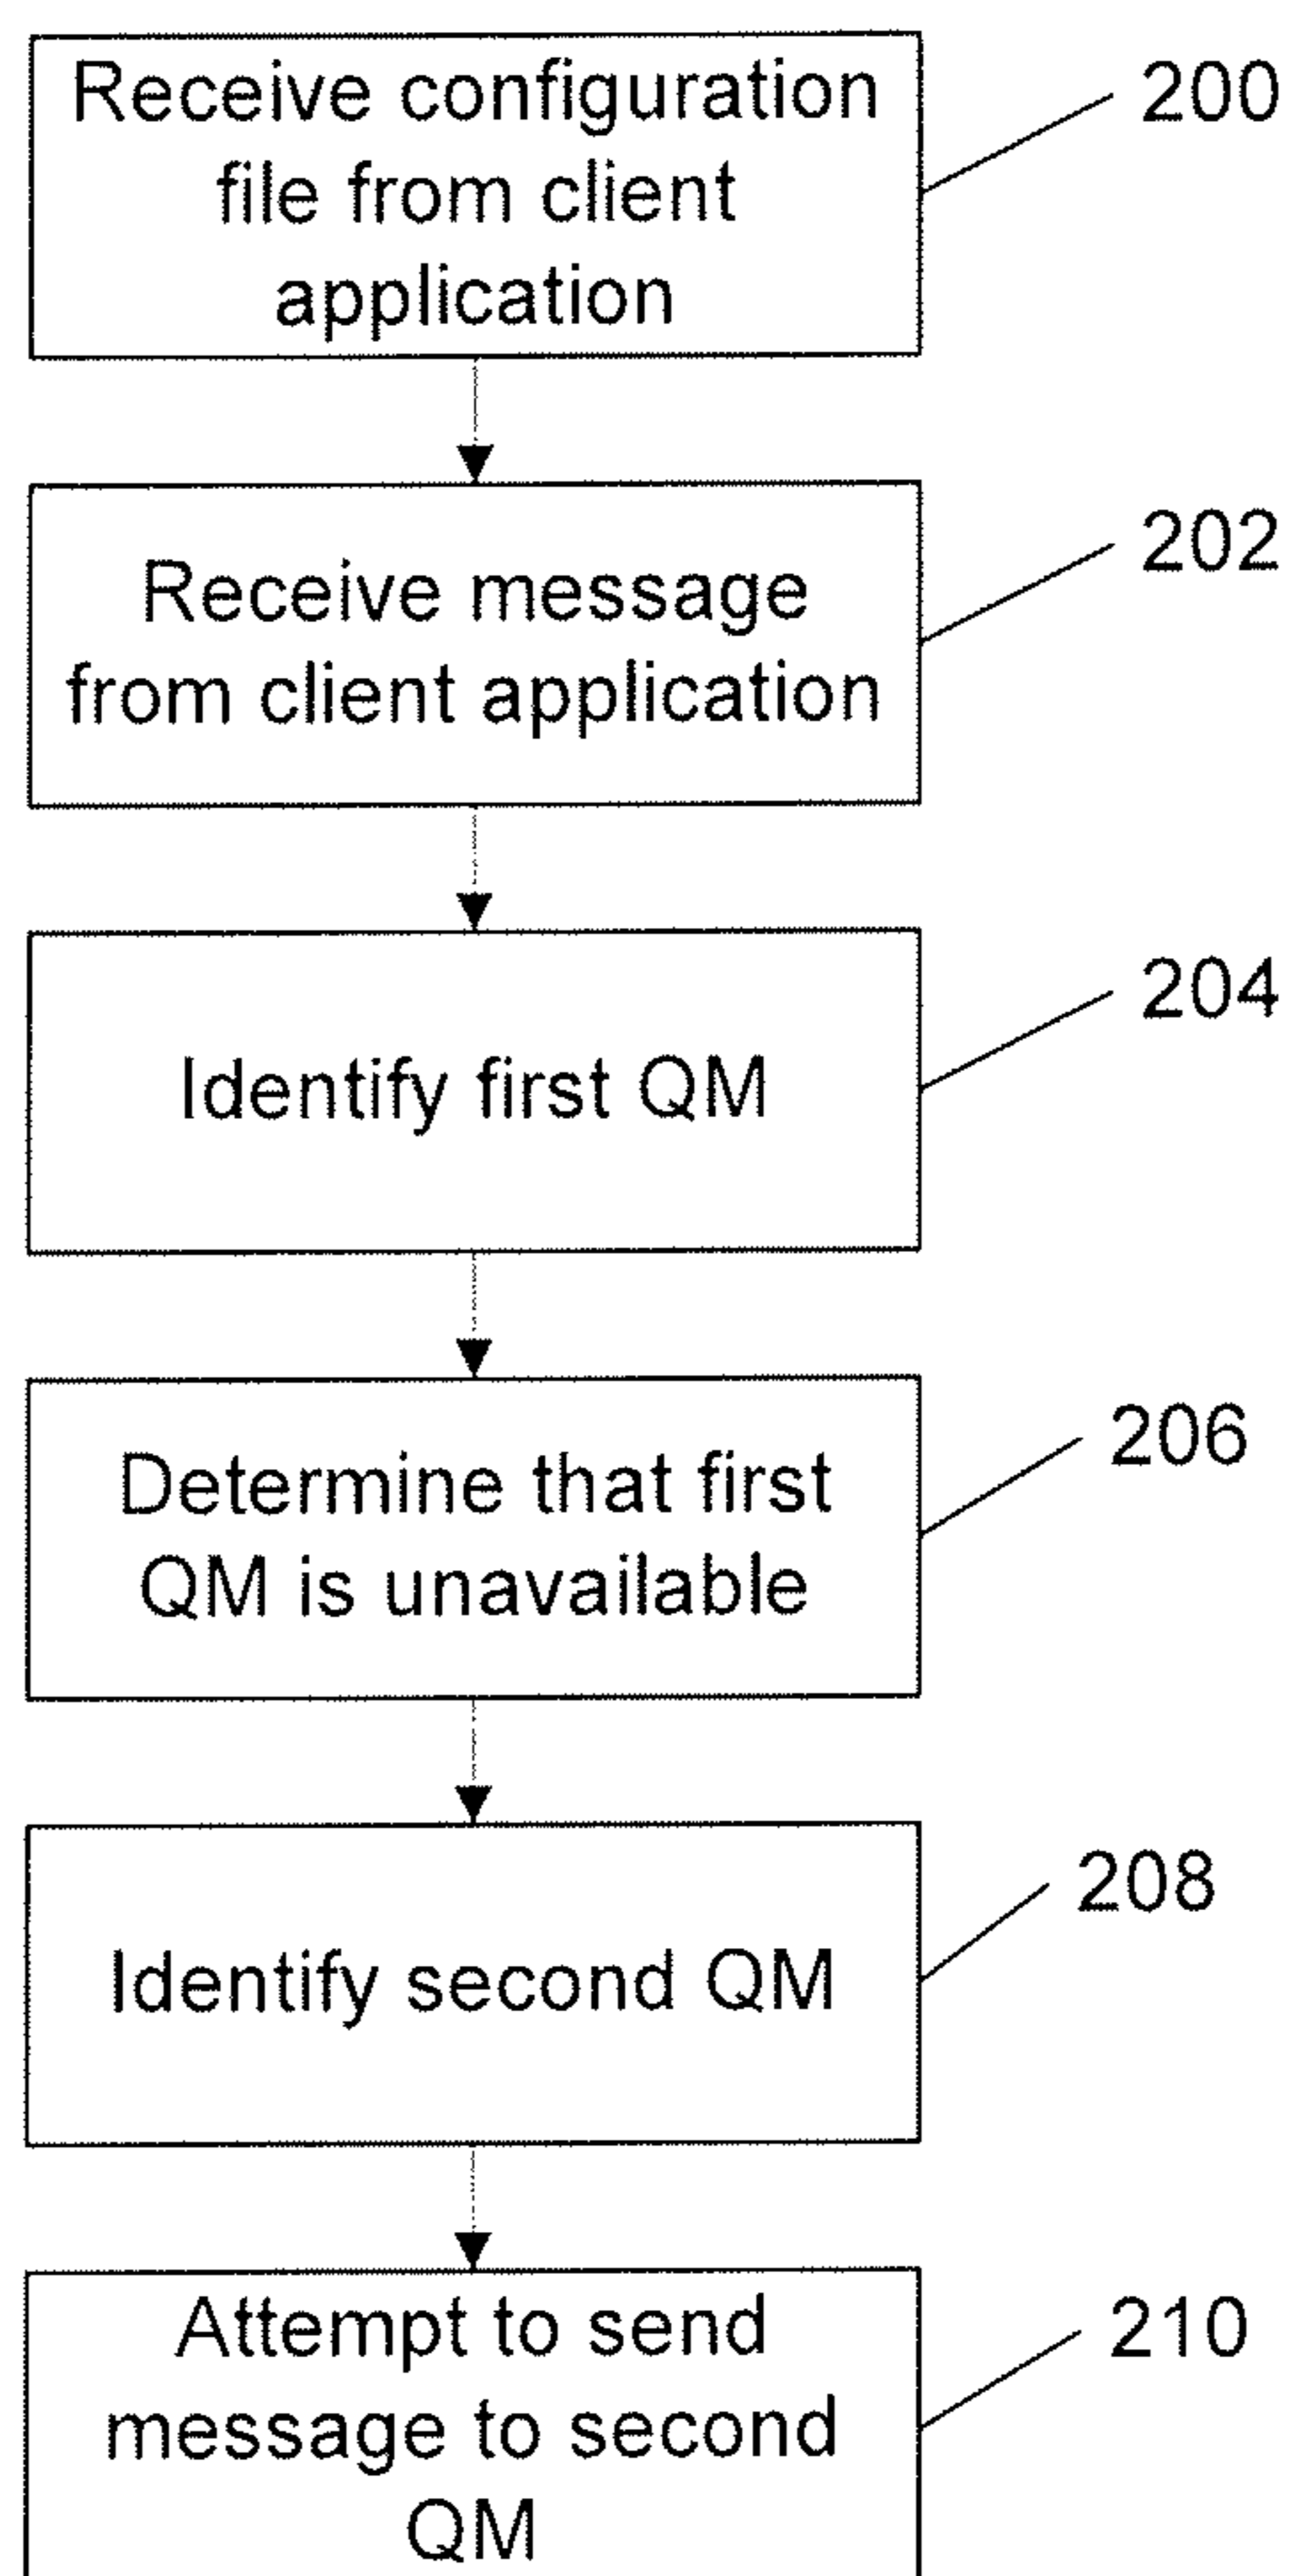 Receive configuration
file from client
application
200
Receive message
from client application
202
Identify first QM
204
Determine that first
QM is unavailable
206
Identify second QM
208
Attempt to send
message to second
QM
210